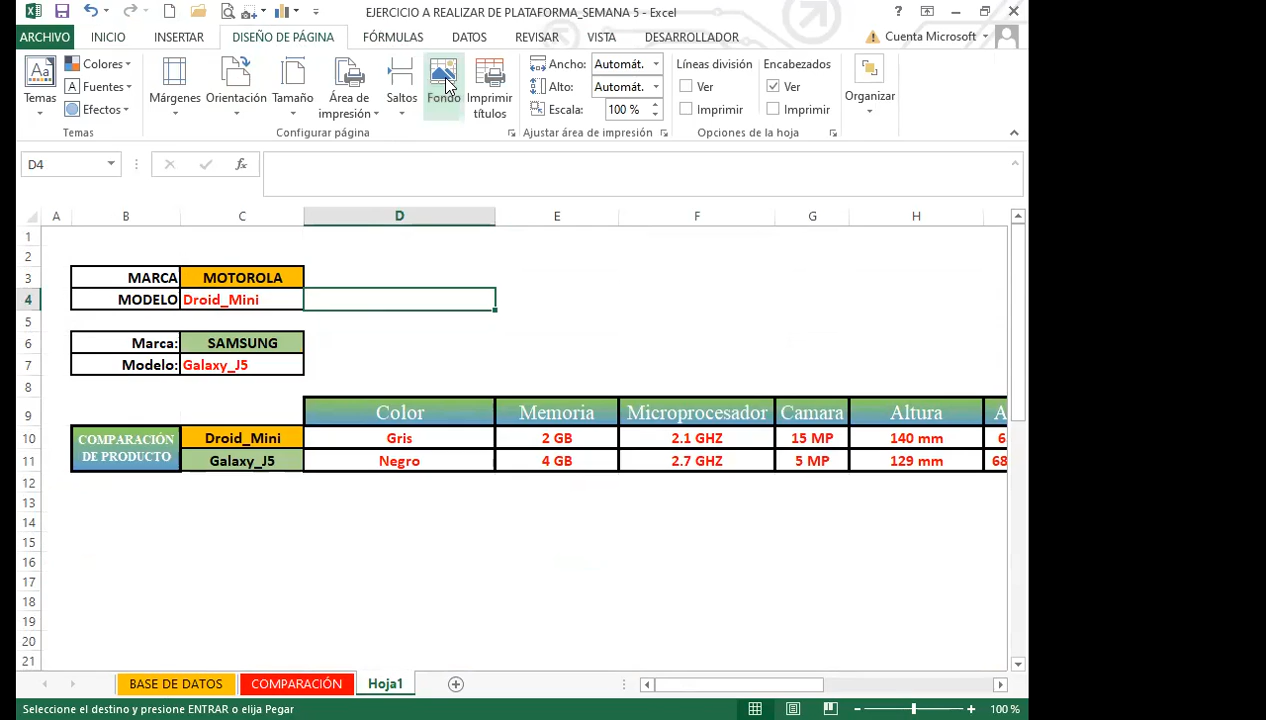 EJERCICIO A REALIZAR DE PLATAFORMA_SEMANA 5 - Excel
ARCHIVO INICIO INSERTAR DISEÑO DE PÁGINA FÓRMULAS DATOS REVISAR VISTA DESARROLLADOR Cuenta Microsoft
Aa Temas
Colores
Fuentes
Efectos
Temas
Márgenes
Orientación
Tamaño
Área de impresión
Saltos
Fondo
Imprimir títulos
Configurar página
Ancho: Automát.
Alto: Automát.
Escala: 100 %
Ajustar área de impresión
Líneas división Encabezados
Ver Ver
Imprimir Imprimir
Opciones de la hoja
Organizar
D4 fx
A B C D E F G H
1
2
3 MARCA MOTOROLA
4 MODELO Droid_Mini
5
6 Marca: SAMSUNG
7 Modelo: Galaxy_J5
8
9 Color Memoria Microprocesador Camara Altura A
10 COMPARACIÓN Droid_Mini Gris 2 GB 2.1 GHZ 15 MP 140 mm 6
11 DE PRODUCTO Galaxy_J5 Negro 4 GB 2.7 GHZ 5 MP 129 mm 68
12
13
14
15
16
17
18
19
20
21
BASE DE DATOS COMPARACIÓN Hoja1
Seleccione el destino y presione ENTRAR o elija Pegar 100 %